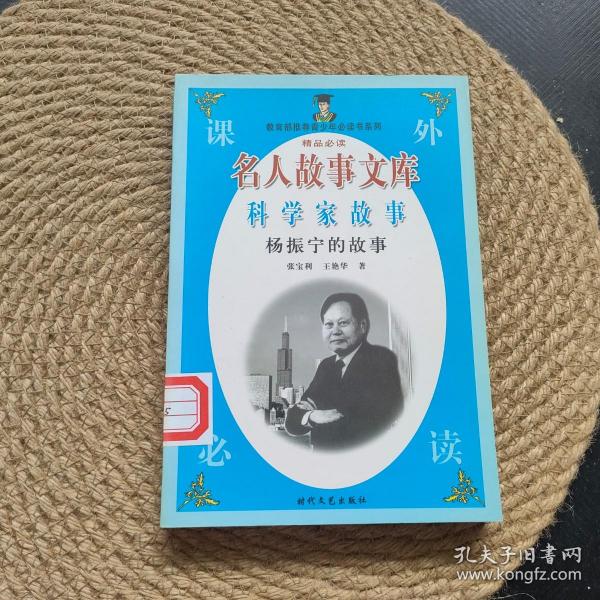 教育部推荐青少年必读书系列
课 外
精品必读
名人故事文库
科学家故事
杨振宁的故事
张宝利 王艳华 著
5
必 读
时代文艺出版社
孔夫子旧书网
www.kongfz.com